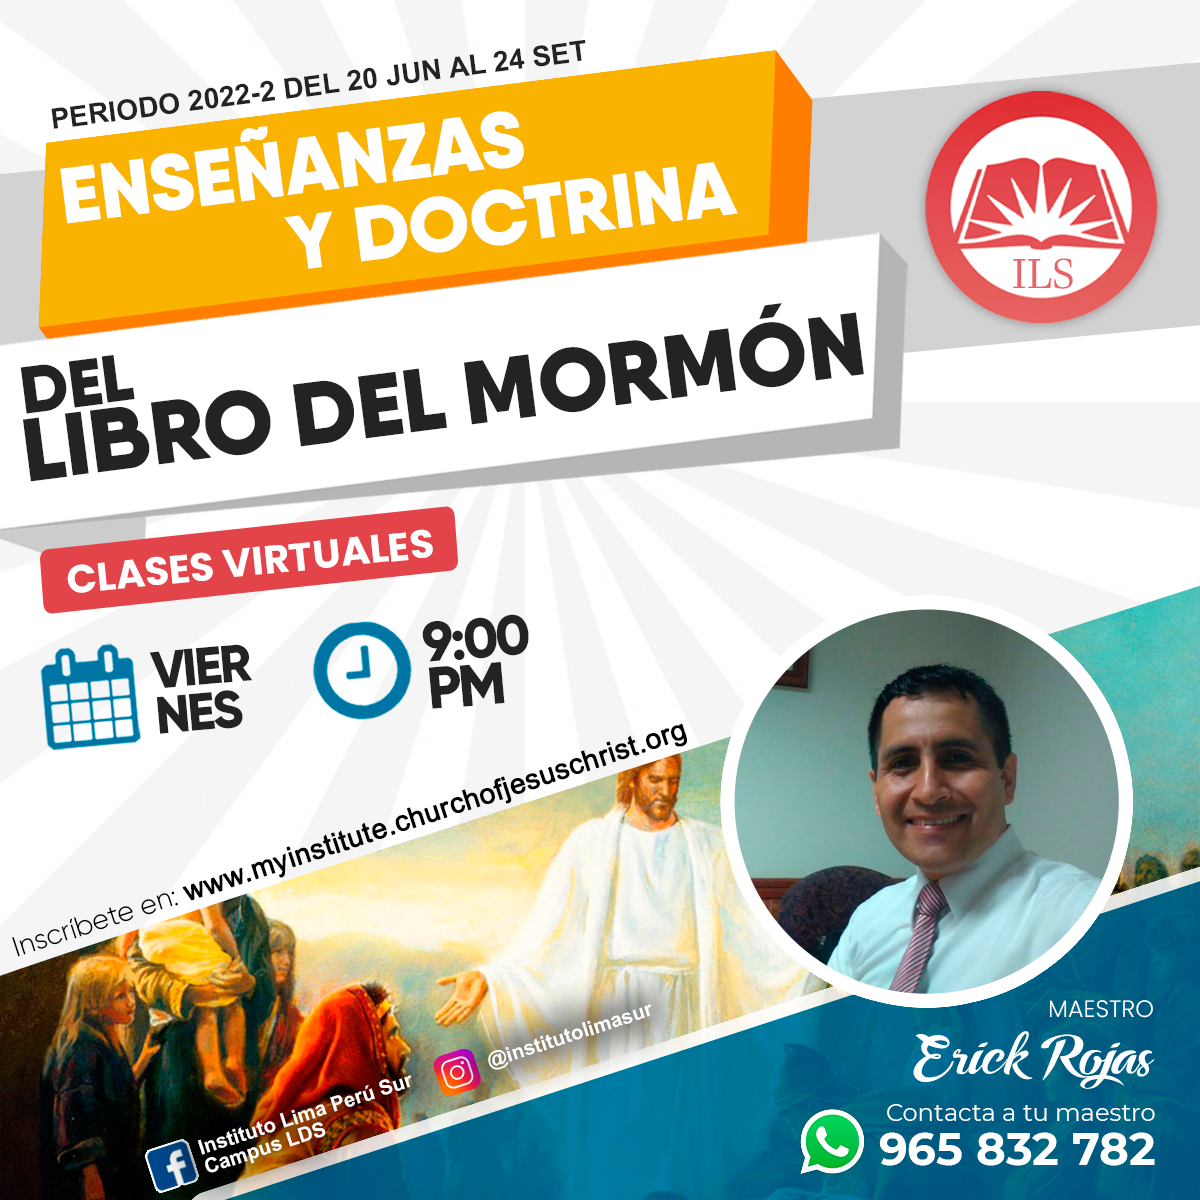 PERIODO 2022-2 DEL 20 JUN AL 24 SET
ENSEÑANZAS
Y DOCTRINA
DEL
LIBRO DEL MORMÓN
ILS
CLASES VIRTUALES
VIER
NES
9:00
PM
Inscríbete en: www.myinstitute.churchofjesuschrist.org
Instituto Lima Perú Sur
Campus LDS
@institutolimasur
MAESTRO
Erick Rojas
Contacta a tu maestro
965 832 782